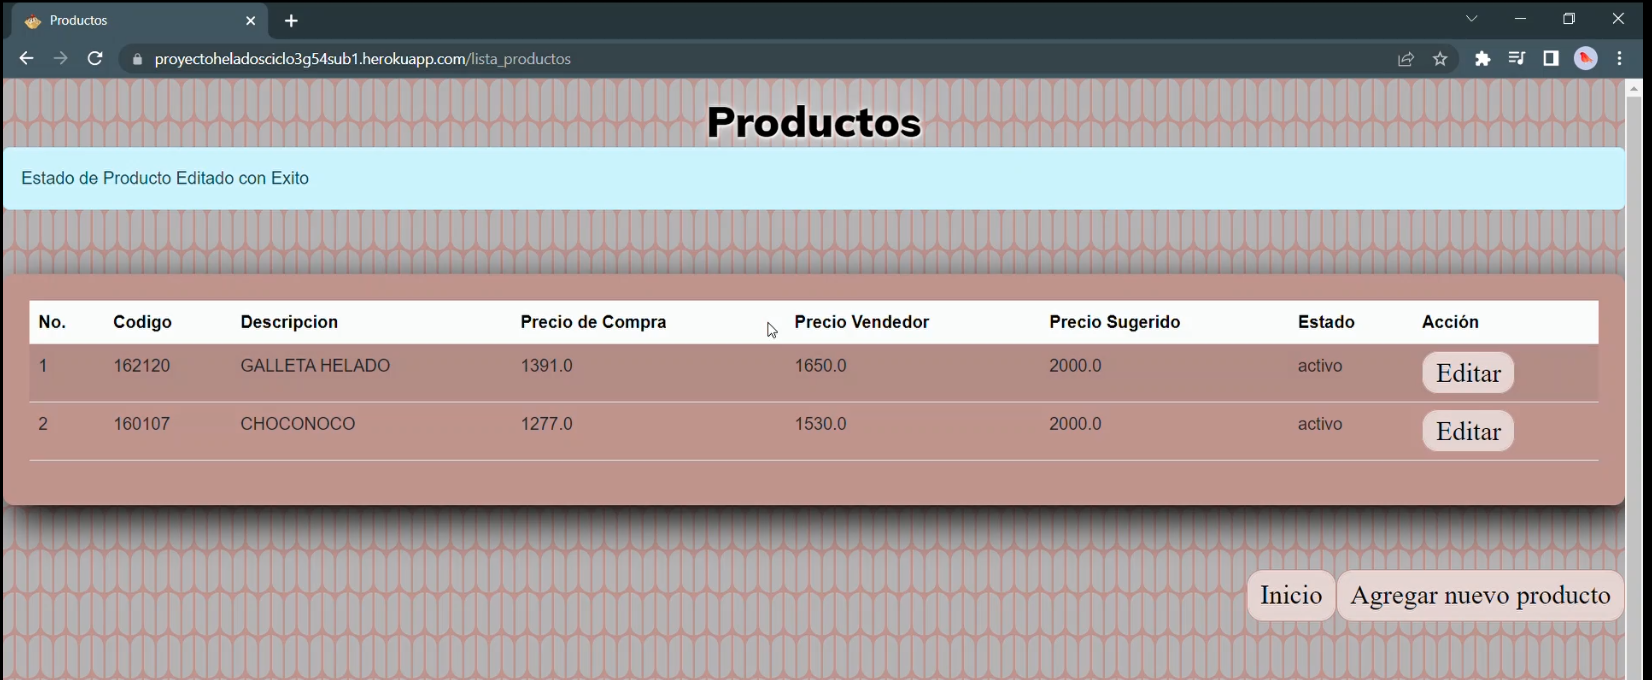 Productos
proyectoheladosciclo3g54sub1.herokuapp.com/lista_productos
Productos
Estado de Producto Editado con Exito
No. Codigo Descripcion Precio de Compra Precio Vendedor Precio Sugerido Estado Acción
1 162120 GALLETA HELADO 1391.0 1650.0 2000.0 activo Editar
2 160107 CHOCONOCO 1277.0 1530.0 2000.0 activo Editar
Inicio Agregar nuevo producto